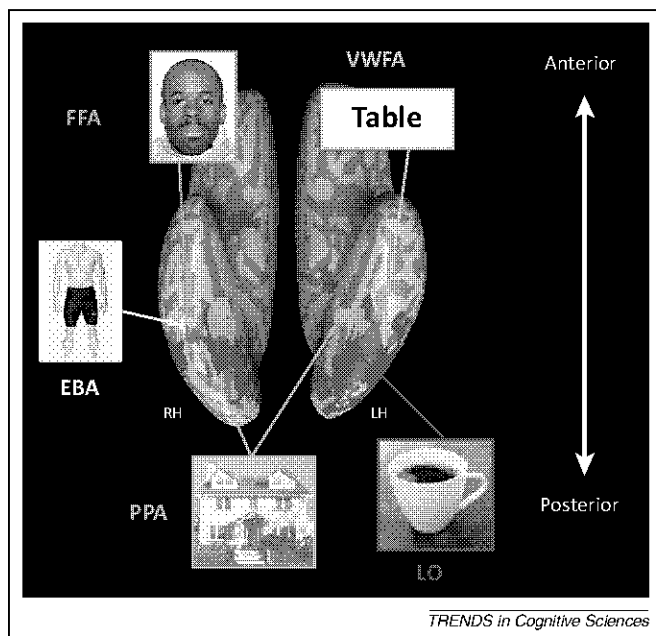 VWFA
Anterior
FFA
Table
EBA
RH
LH
PPA
Posterior
LO
TRENDS in Cognitive Sciences